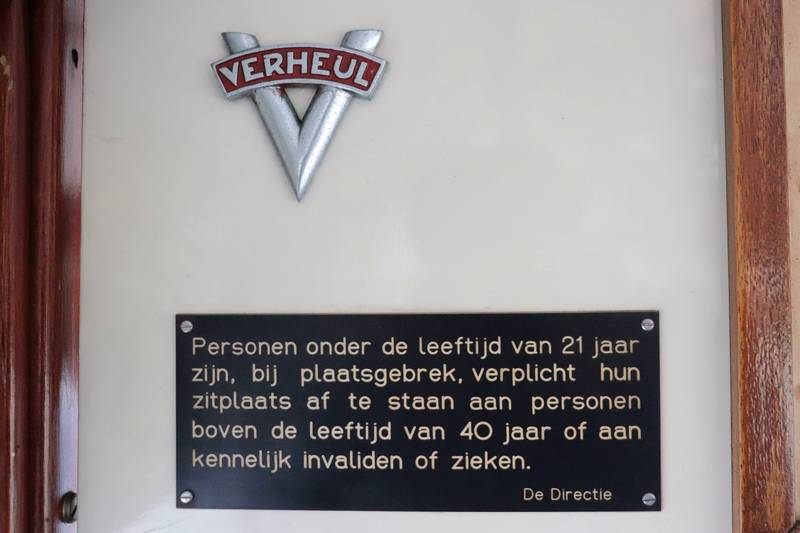 VERHEUL
Personen onder de leeftijd van 21 jaar
zijn, bij plaatsgebrek, verplicht hun
zitplaats af te staan aan personen
boven de leeftijd van 40 jaar of aan
kennelijk invaliden of zieken.
De Directie